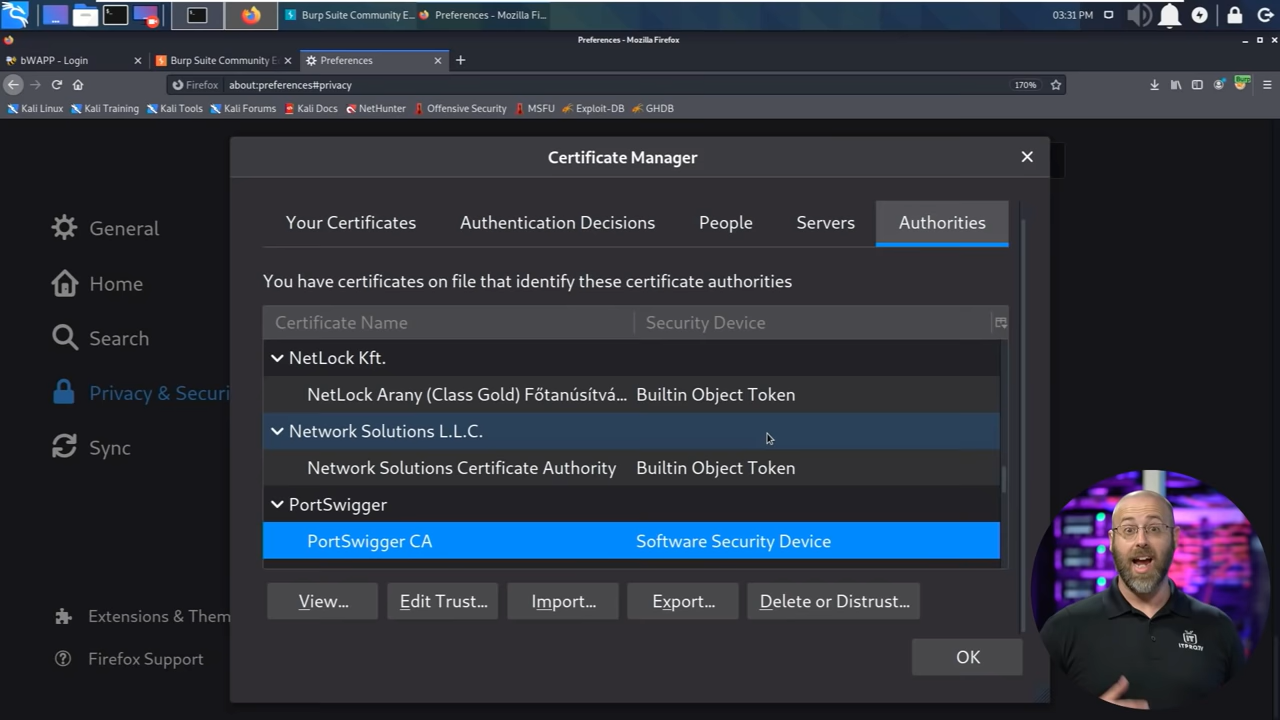 Burp Suite Community E...
Preferences - Mozilla Fi...
03:31 PM
Preferences - Mozilla Firefox
bWAPP - Login
Burp Suite Community E
Preferences
Firefox
about:preferences#privacy
170%
Burp
Kali Linux
Kali Training
Kali Tools
Kali Forums
Kali Docs
NetHunter
Offensive Security
MSFU
Exploit-DB
GHDB
Certificate Manager
General
Home
Search
Privacy & Securi
Sync
Extensions & Them
Firefox Support
Your Certificates
Authentication Decisions
People
Servers
Authorities
You have certificates on file that identify these certificate authorities
Certificate Name
Security Device
NetLock Kft.
NetLock Arany (Class Gold) Főtanúsítvá...
Builtin Object Token
Network Solutions L.L.C.
Network Solutions Certificate Authority
Builtin Object Token
PortSwigger
PortSwigger CA
Software Security Device
View...
Edit Trust...
Import...
Export...
Delete or Distrust...
OK
ITPROTV